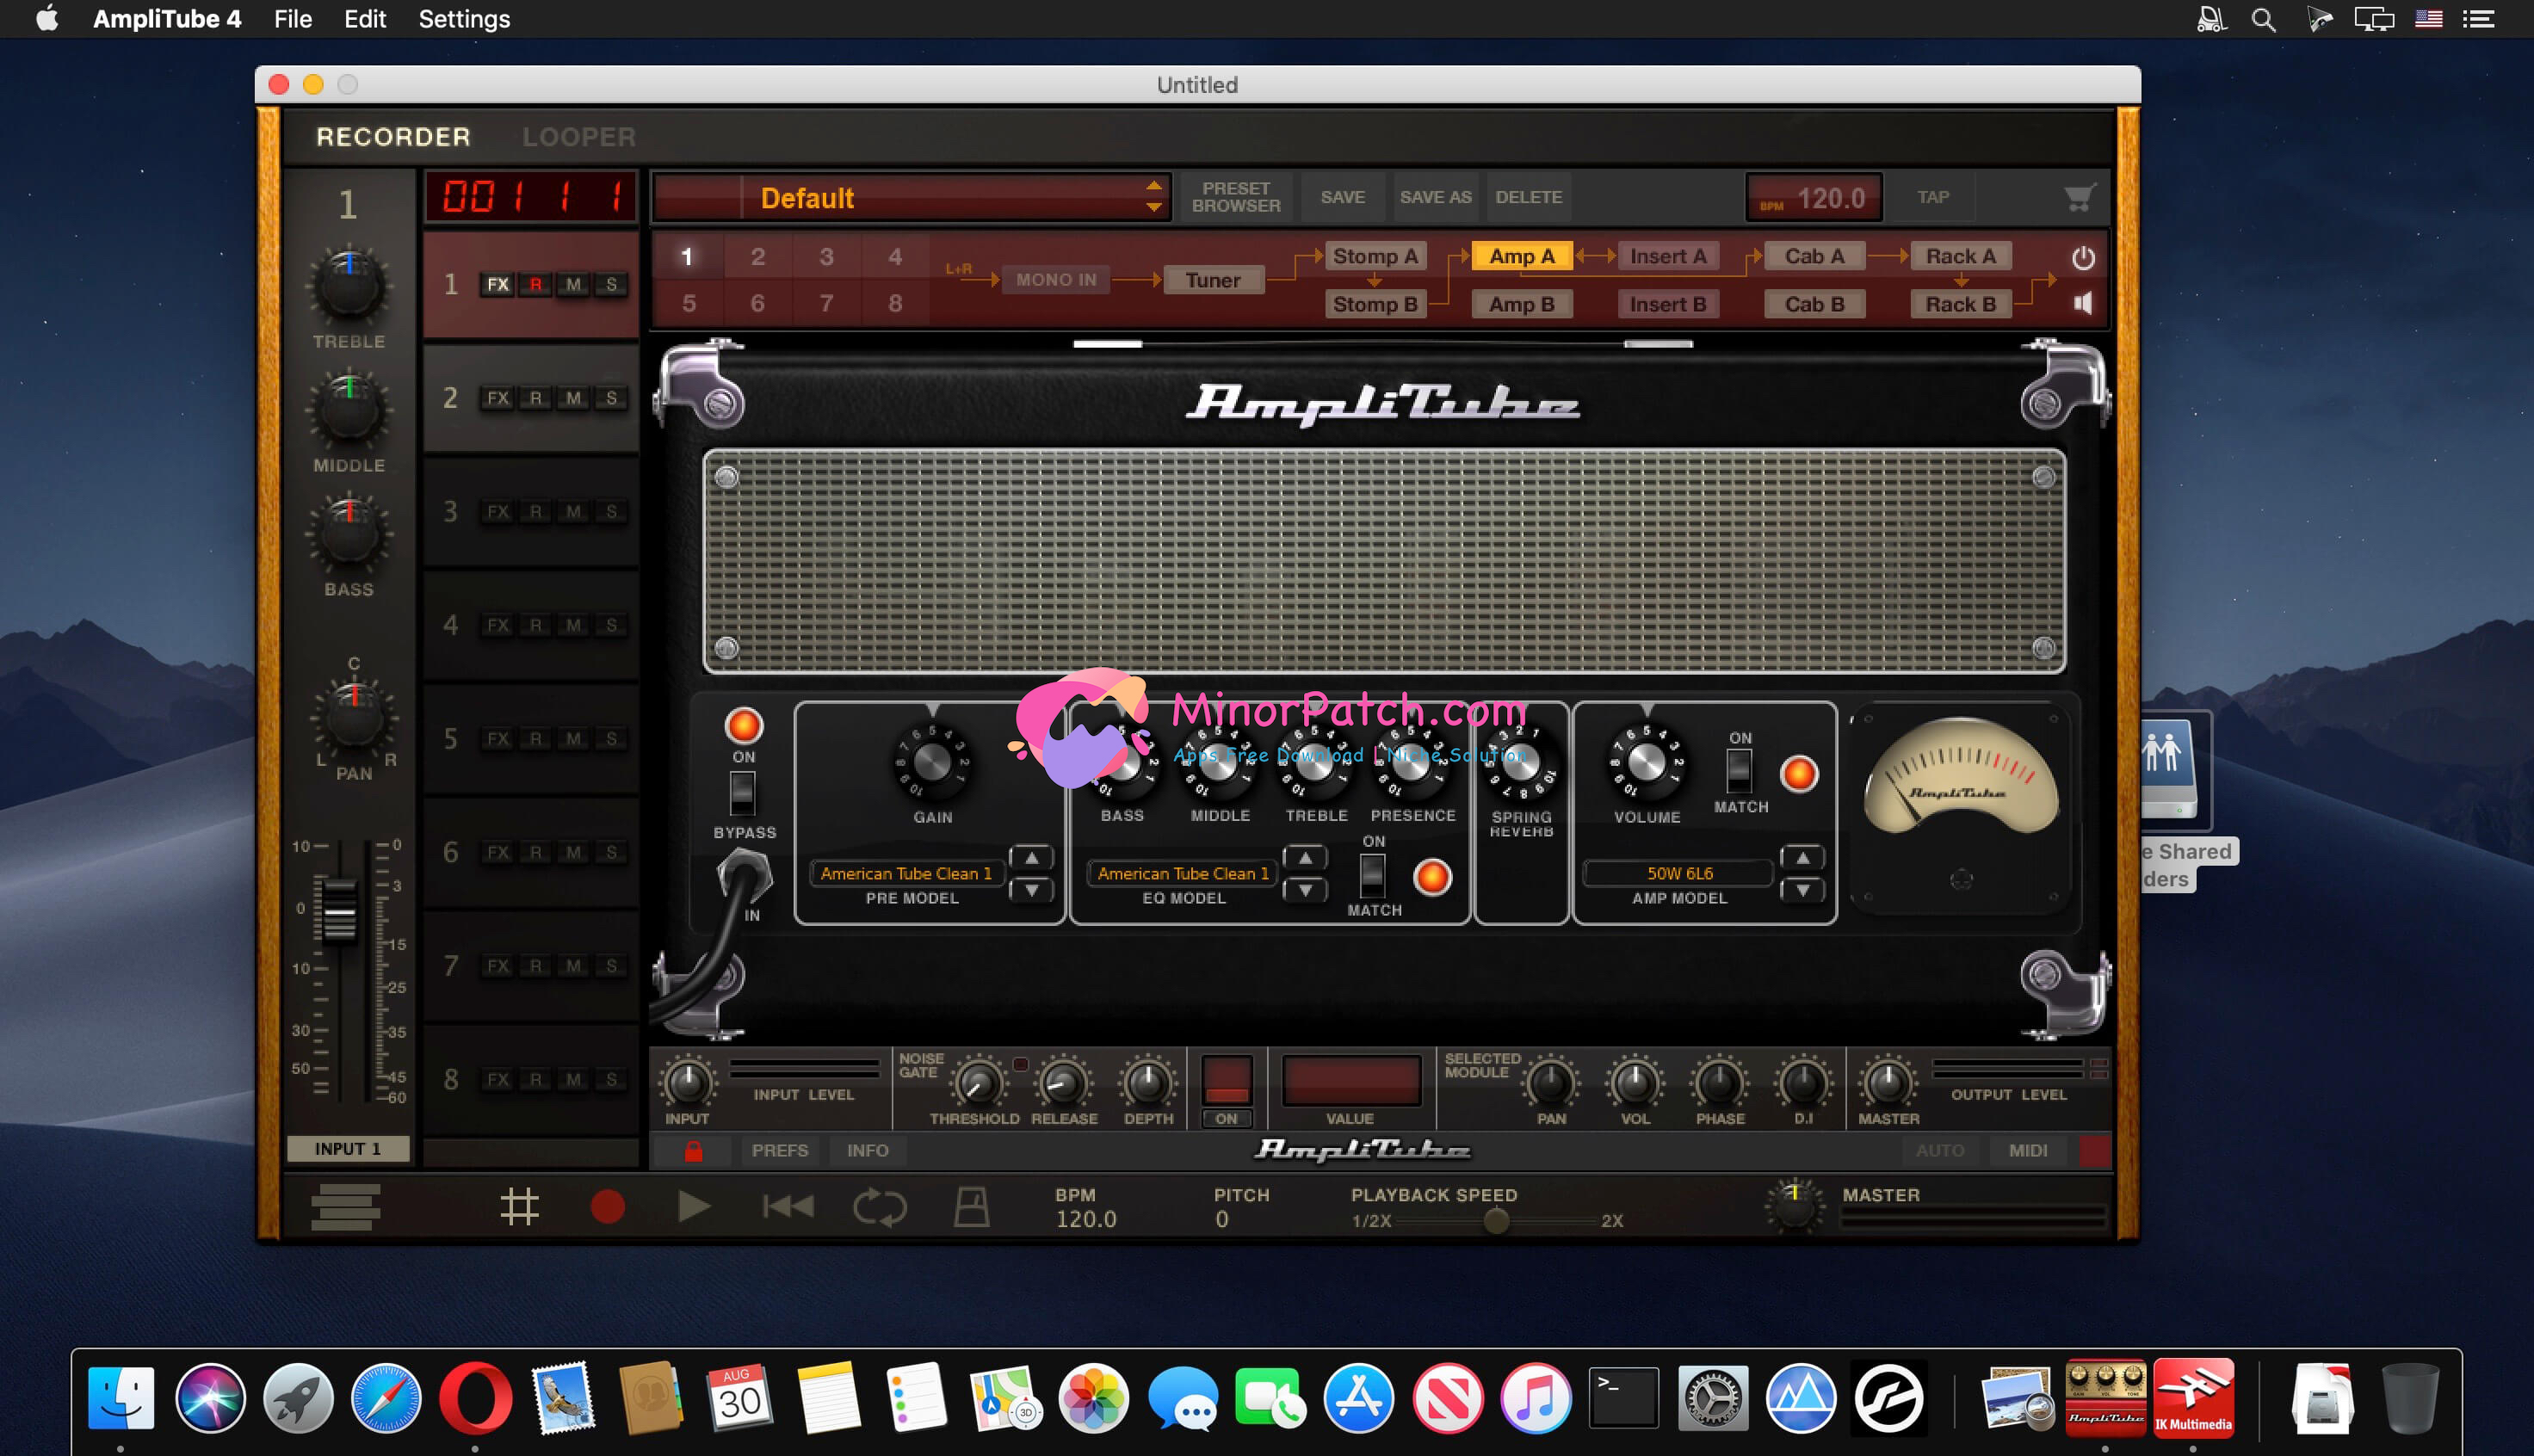 AmpliTube 4 File Edit Settings
Untitled
RECORDER LOOPER
1
TREBLE
MIDDLE
BASS
C
L R
PAN
10 0
3
0
15
10
25
30 35
50 45
60
INPUT 1
001 1 1
1 FX R M S
2 FX R M S
3 FX R M S
4 FX R M S
5 FX R M S
6 FX R M S
7 FX R M S
8 FX R M S
Default
PRESET
BROWSER
SAVE SAVE AS DELETE
BPM 120.0 TAP
1 2 3 4
5 6 7 8
L+R MONO IN Tuner
Stomp A Amp A Insert A Cab A Rack A
Stomp B Amp B Insert B Cab B Rack B
AmpliTube
MinorPatch.com
Apps Free Download | Niche Solution
ON
BYPASS
IN
GAIN
American Tube Clean 1
PRE MODEL
BASS MIDDLE TREBLE PRESENCE
American Tube Clean 1
EQ MODEL
ON
MATCH
SPRING
REVERB
VOLUME
ON
MATCH
50W 6L6
AMP MODEL
AmpliTube
e Shared
ders
INPUT
INPUT LEVEL
NOISE
GATE
THRESHOLD RELEASE DEPTH
ON
VALUE
SELECTED
MODULE
PAN VOL PHASE D.I
MASTER
OUTPUT LEVEL
PREFS INFO
AmpliTube
AUTO MIDI
BPM
120.0
PITCH
0
PLAYBACK SPEED
1/2X 2X
MASTER
AUG
30
3D
>_
AmpliTube
IK Multimedia